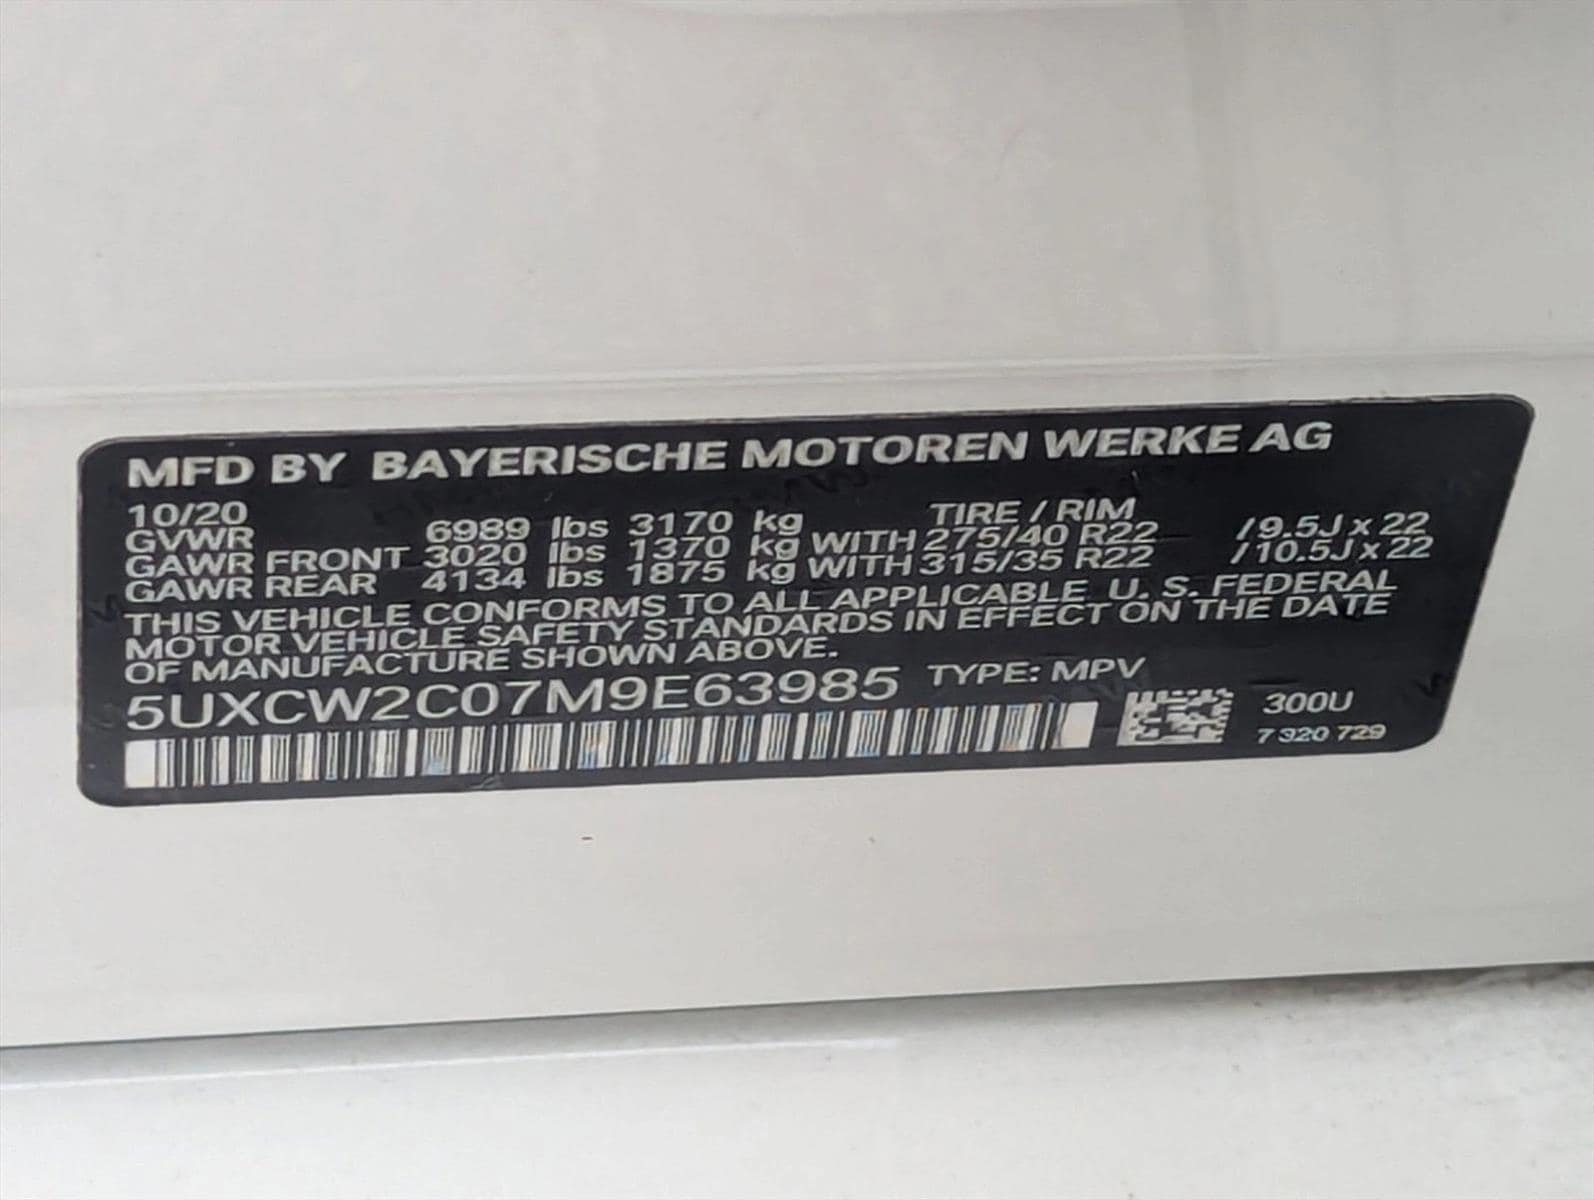 MFD BY BAYERISCHE MOTOREN WERKE AG
10/20 TIRE / RIM
GVWR 6989 lbs 3170 kg
GAWR FRONT 3020 lbs 1370 kg WITH 275/40 R22 / 9.5J x 22
GAWR REAR 4134 lbs 1875 kg WITH 315/35 R22 / 10.5J x 22
THIS VEHICLE CONFORMS TO ALL APPLICABLE U. S. FEDERAL
MOTOR VEHICLE SAFETY STANDARDS IN EFFECT ON THE DATE
OF MANUFACTURE SHOWN ABOVE.
5UXCW2C07M9E63985 TYPE: MPV
300U
7 320 729